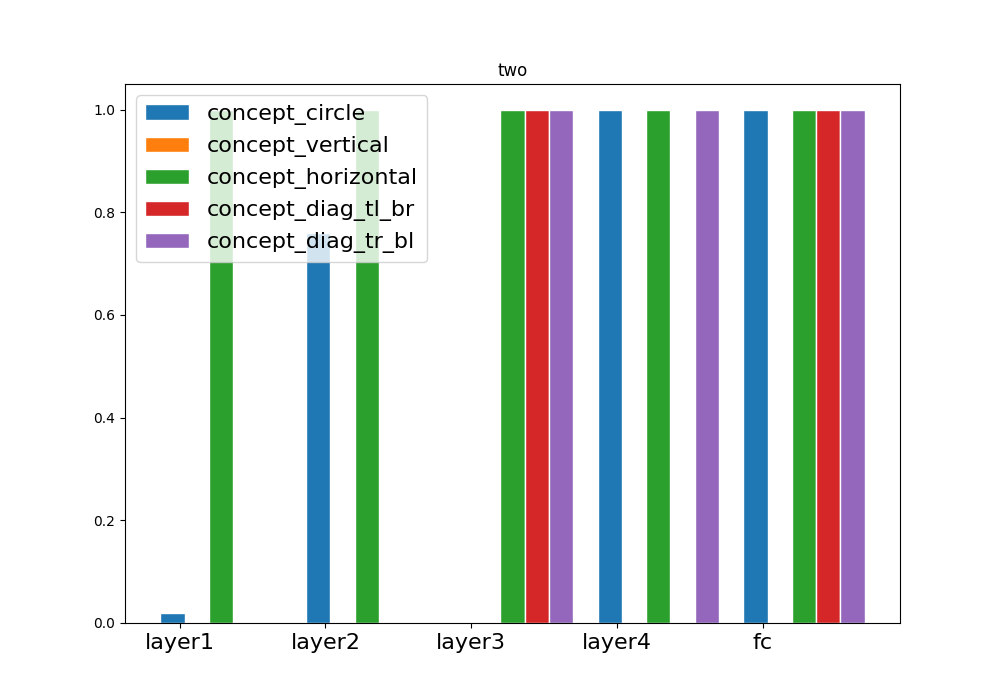 two
1.0
0.8
0.6
0.4
0.2
0.0
concept_circle
concept_vertical
concept_horizontal
concept_diag_tl_br
concept_diag_tr_bl
layer1 layer2 layer3 layer4 fc